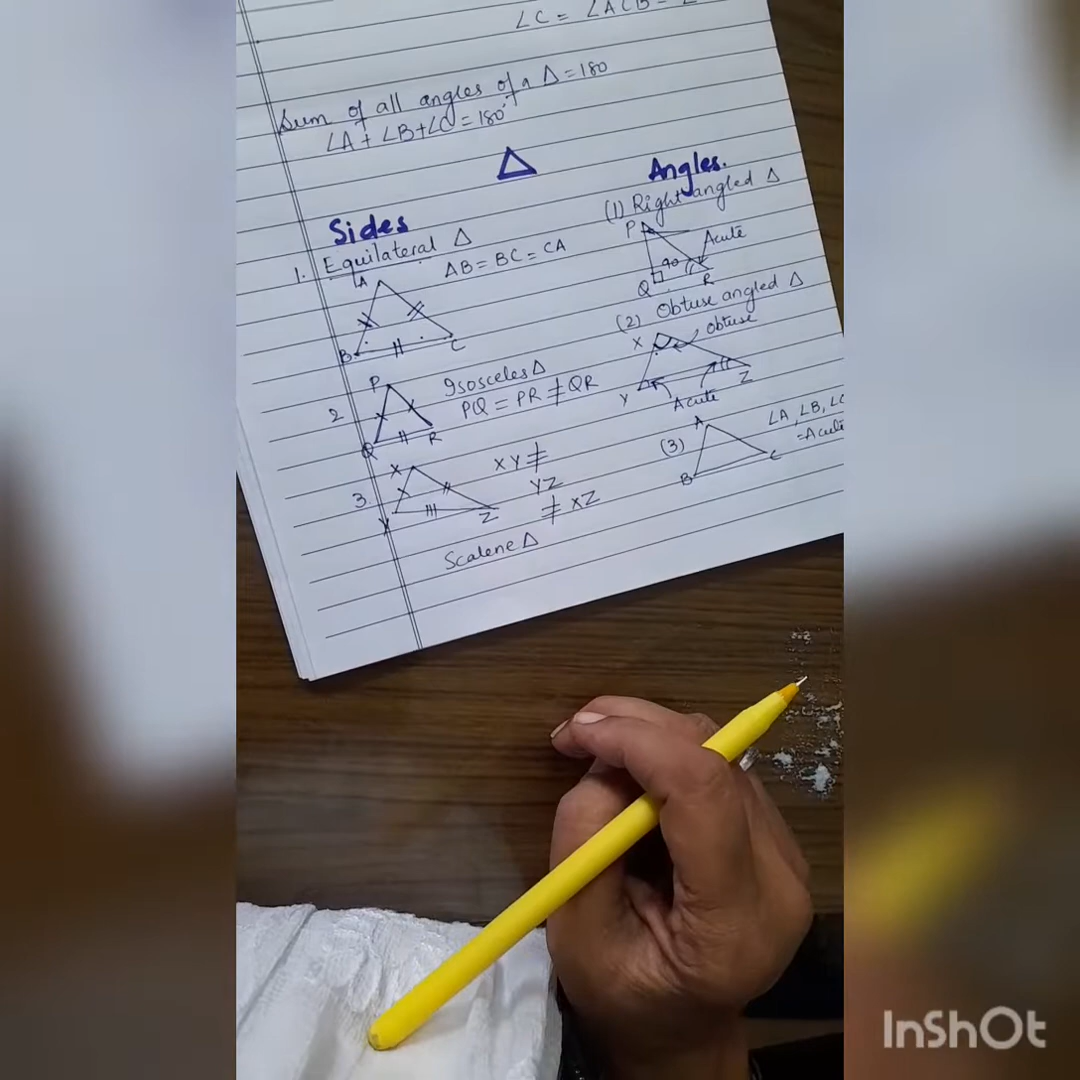 ∠C = ∠ACB = ∠
Sum of all angles of a Δ = 180
∠A + ∠B + ∠C = 180°
Δ
Sides
1. Equilateral Δ
AB = BC = CA
A
B
C
2
Isosceles Δ
PQ = PR ≠ QR
P
Q
R
3.
XY ≠
YZ
≠ XZ
X
Y
Z
Scalene Δ
Angles.
(1) Right angled Δ
P
Acute
90
Q
R
(2) Obtuse angled Δ
X
Obtuse
Y
Z
Acute
(3)
∠A, ∠B, ∠C
= Acute
A
B
C
InShOt